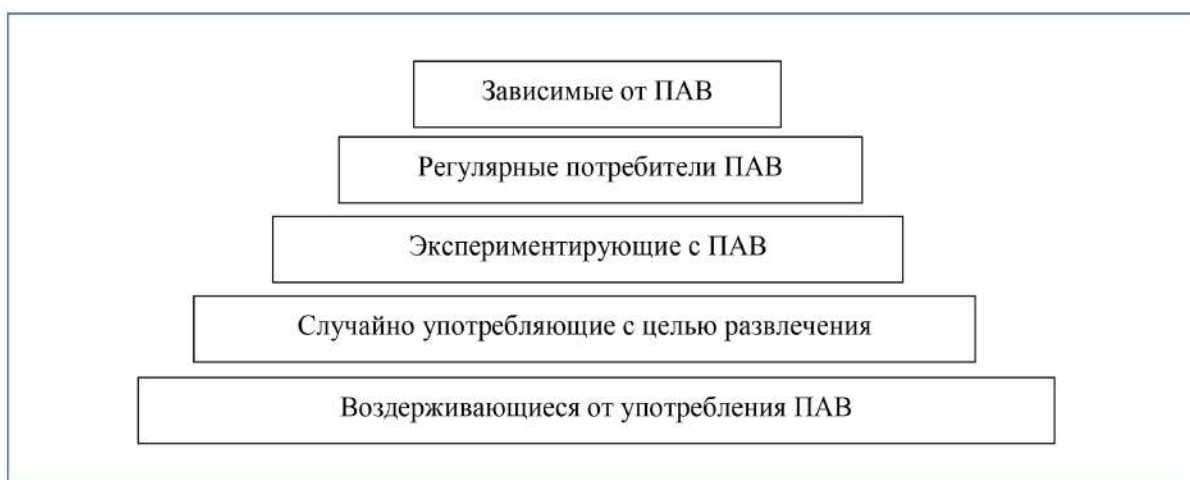 Зависимые от ПАВ
Регулярные потребители ПАВ
Экспериментирующие с ПАВ
Случайно употребляющие с целью развлечения
Воздерживающиеся от употребления ПАВ